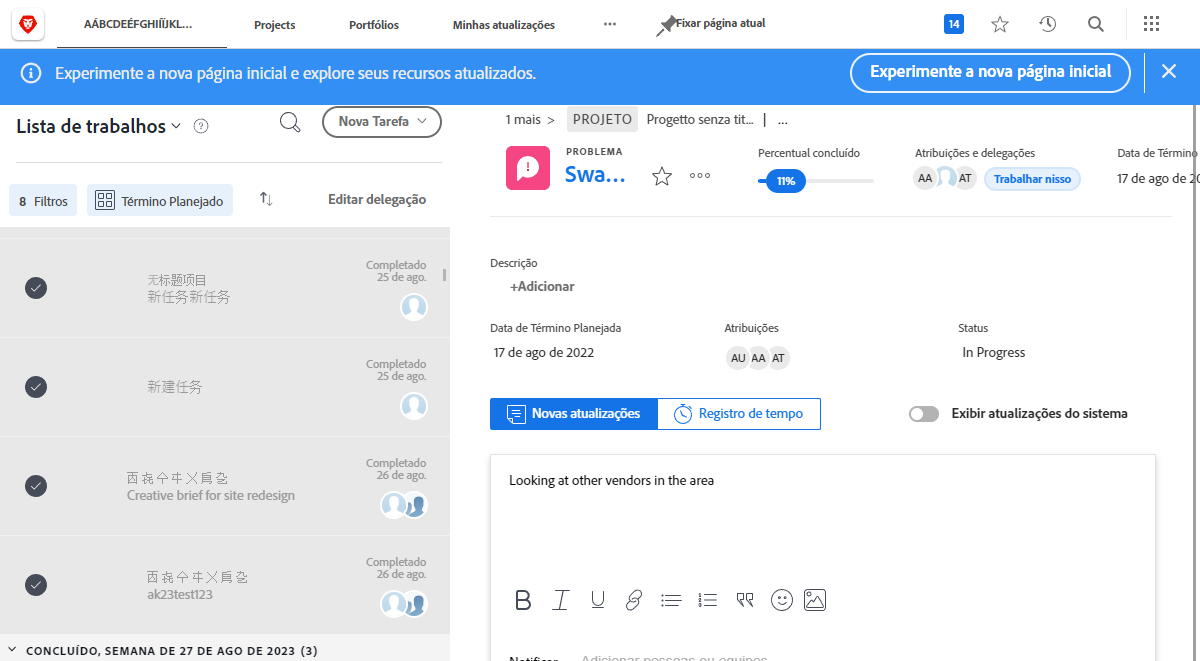 AÁBCDEÉFGHIÍÏJKL...
Projects
Portfólios
Minhas atualizações
Fixar página atual
14
Experimente a nova página inicial e explore seus recursos atualizados.
Experimente a nova página inicial
Lista de trabalhos
Nova Tarefa
8 Filtros
Término Planejado
Editar delegação
无标题项目
新任务新任务
Completado
25 de ago.
新建任务
Completado
25 de ago.
Creative brief for site redesign
Completado
26 de ago.
ak23test123
Completado
26 de ago.
CONCLUÍDO, SEMANA DE 27 DE AGO DE 2023 (3)
1 mais > PROJETO Progetto senza tit... | ...
PROBLEMA
Swa...
Percentual concluído
11%
Atribuições e delegações
AA AT Trabalhar nisso
Data de Término
17 de ago de 20
Descrição
+Adicionar
Data de Término Planejada
17 de ago de 2022
Atribuições
AU AA AT
Status
In Progress
Novas atualizações
Registro de tempo
Exibir atualizações do sistema
Looking at other vendors in the area
B I U
Notificar Adicionar pessoas ou equipes